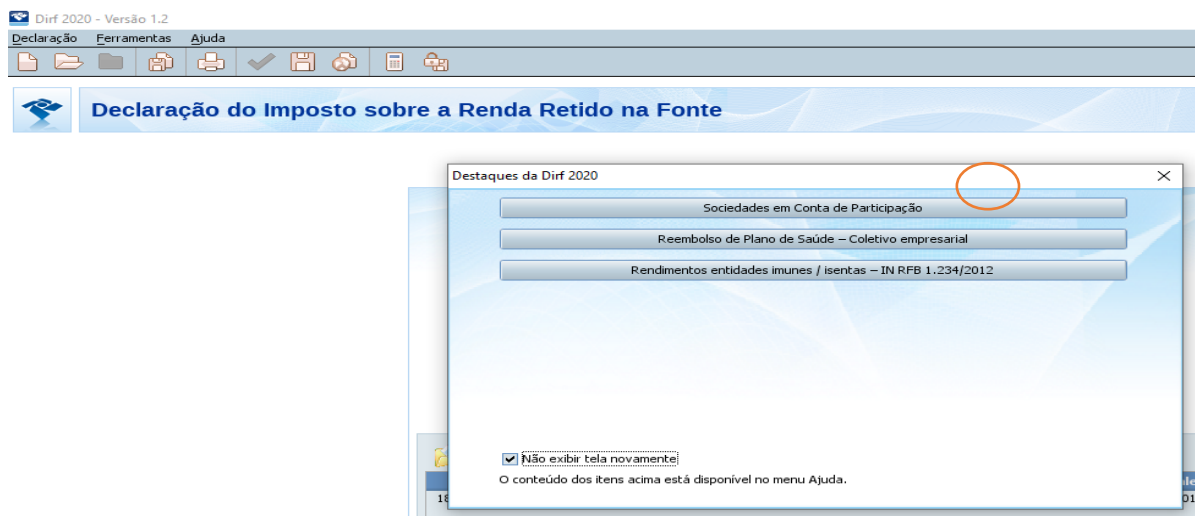 Dirf 2020 - Versão 1.2
Declaração Ferramentas Ajuda
Declaração do Imposto sobre a Renda Retido na Fonte
Destaques da Dirf 2020
Sociedades em Conta de Participação
Reembolso de Plano de Saúde – Coletivo empresarial
Rendimentos entidades imunes / isentas – IN RFB 1.234/2012
Não exibir tela novamente
O conteúdo dos itens acima está disponível no menu Ajuda.